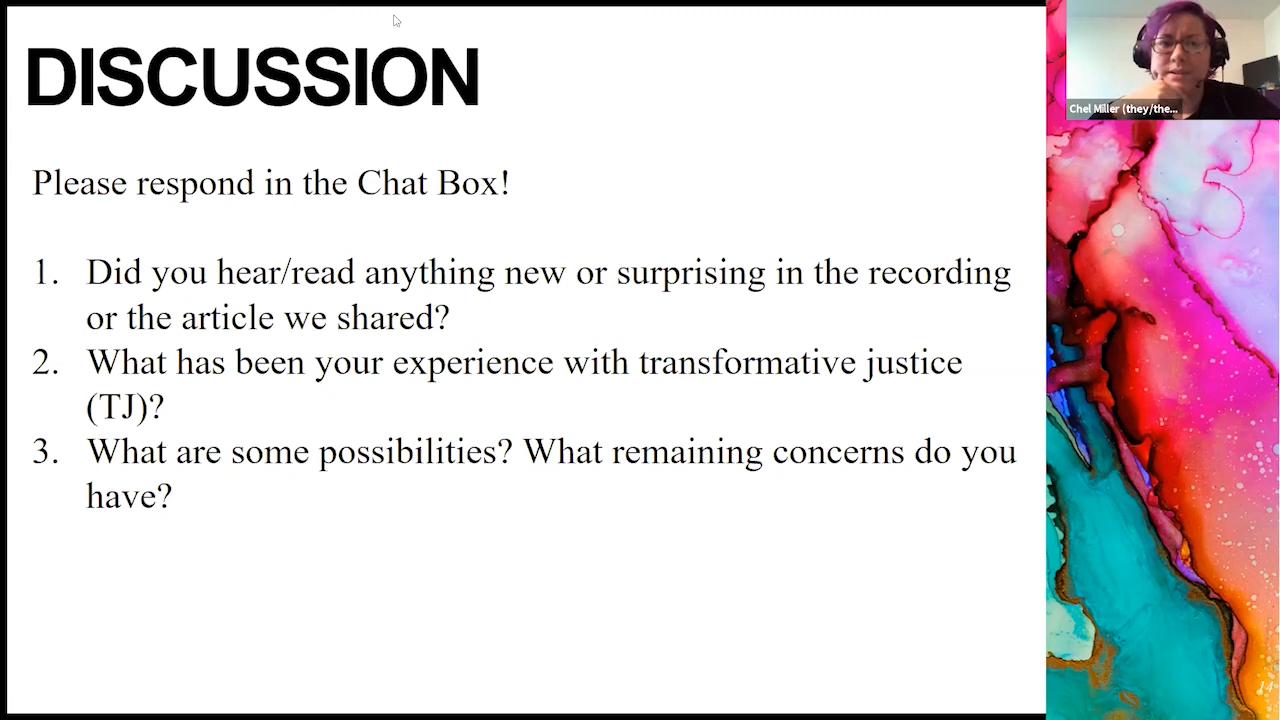 DISCUSSION
Chel Miller (they/the...
Please respond in the Chat Box!
1. Did you hear/read anything new or surprising in the recording
or the article we shared?
2. What has been your experience with transformative justice
(TJ)?
3. What are some possibilities? What remaining concerns do you
have?
14